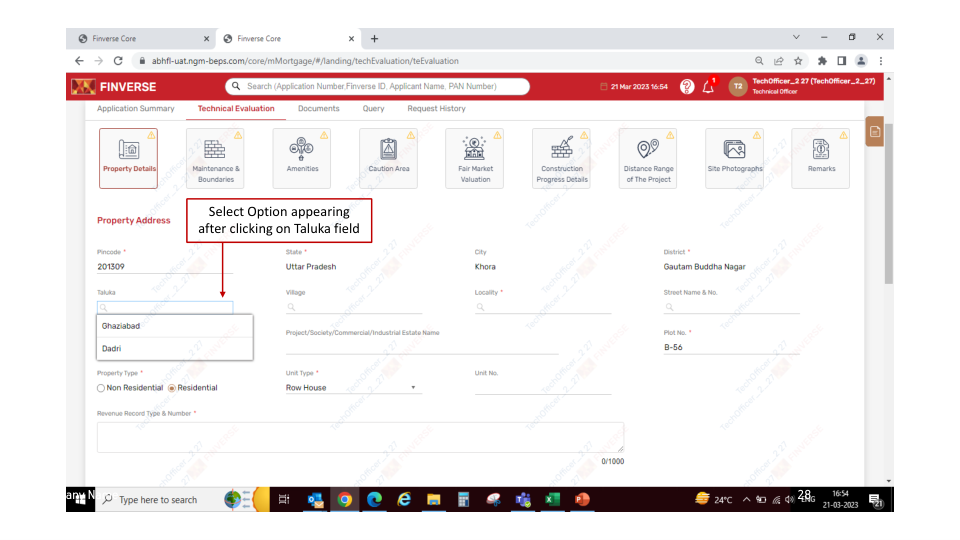 Finverse Core
Finverse Core
abhfl-uat.ngm-beps.com/core/mMortgage/#/landing/techEvaluation/teEvaluation
FINVERSE
Search (Application Number,Finverse ID, Applicant Name, PAN Number)
21 Mar 2023 16:54
1
T2
TechOfficer_2 27 (TechOfficer_2_27)
Technical Officer
Application Summary
Technical Evaluation
Documents
Query
Request History
Property Details
Maintenance &
Boundaries
Amenities
Caution Area
Fair Market
Valuation
Construction
Progress Details
Distance Range
of The Project
Site Photographs
Remarks
Property Address
Select Option appearing
after clicking on Taluka field
Pincode *
State *
City
District *
201309
Uttar Pradesh
Khora
Gautam Buddha Nagar
Taluka
Village
Locality *
Street Name & No.
Ghaziabad
Dadri
Project/Society/Commercial/Industrial Estate Name
Plot No. *
B-56
Property Type *
Unit Type *
Unit No.
Non Residential
Residential
Row House
Revenue Record Type & Number *
0/1000
Type here to search
24°C
16:54
21-03-2023
28
21